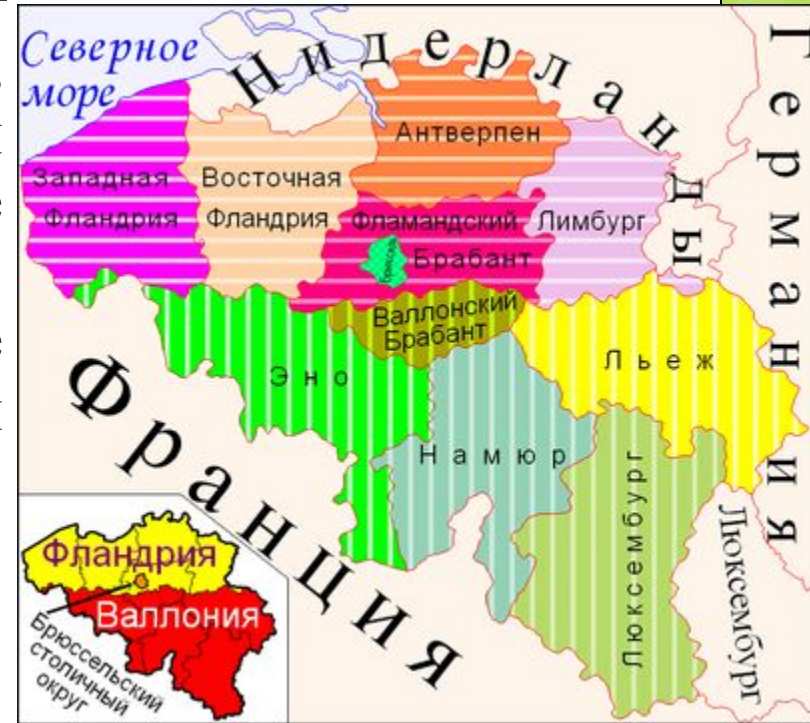 Северное
море
Нидерланды
Германия
Антверпен
Западная
Фландрия
Восточная
Фландрия
Фламандский
Брабант
Лимбург
Валлонский
Брабант
Эно
Льеж
Намюр
Люксембург
Люксембург
Франция
Фландрия
Валлония
Брюссельский
столичный
округ